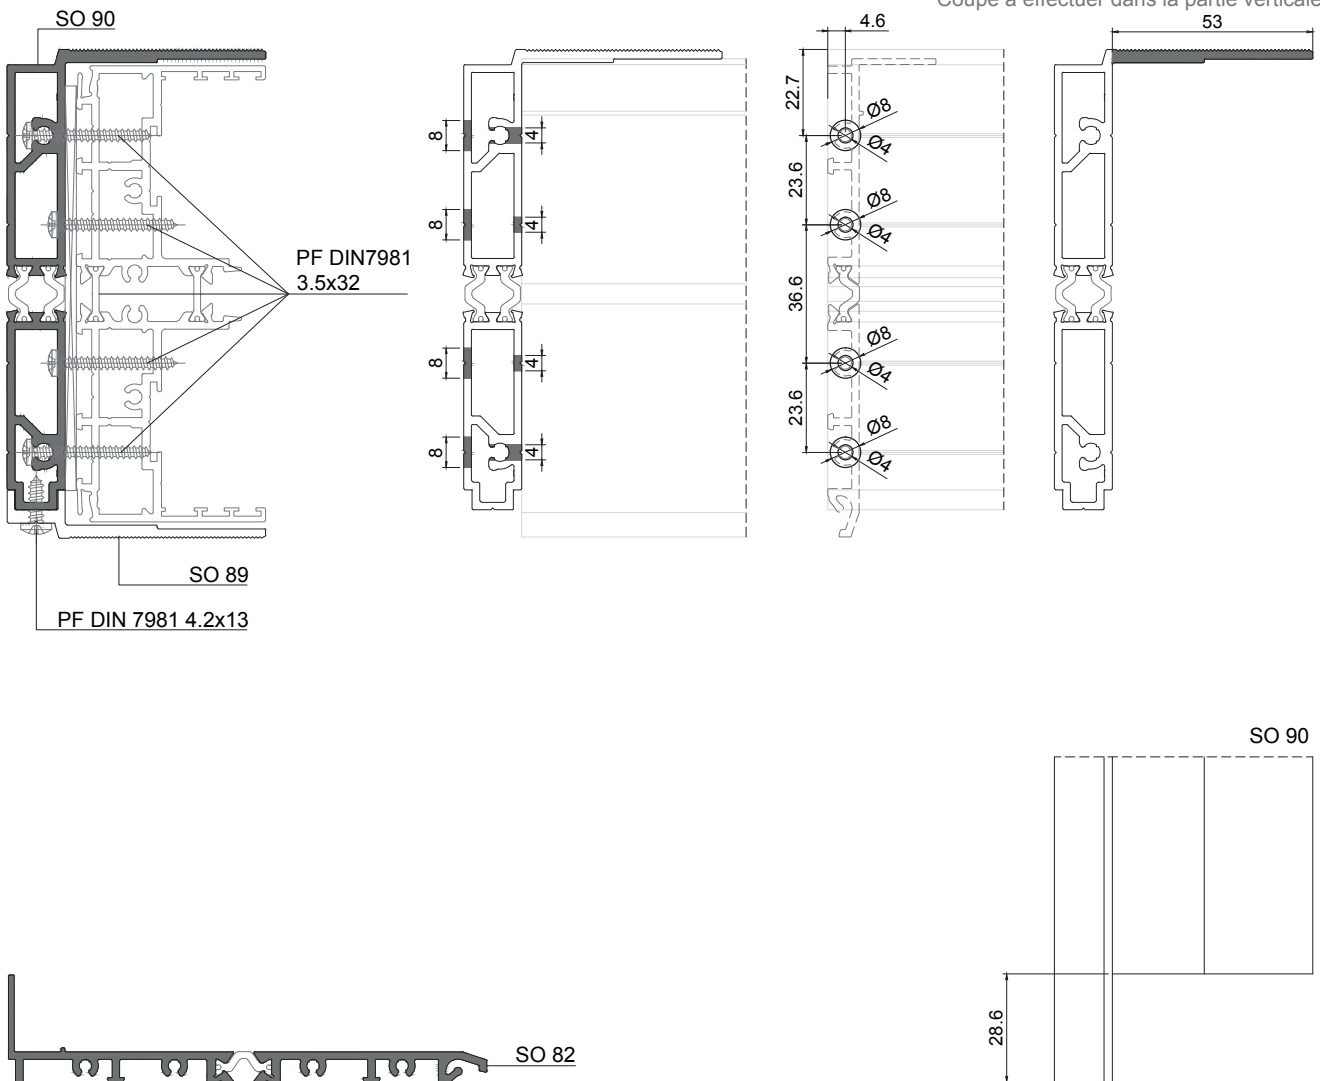 Coupe à effectuer dans la partie verticale
SO 90
4.6
53
22.7
8
4
Ø8
Ø4
23.6
8
4
Ø8
Ø4
PF DIN7981
3.5x32
36.6
8
4
Ø8
Ø4
23.6
8
4
Ø8
Ø4
SO 89
PF DIN 7981 4.2x13
SO 90
28.6
SO 82